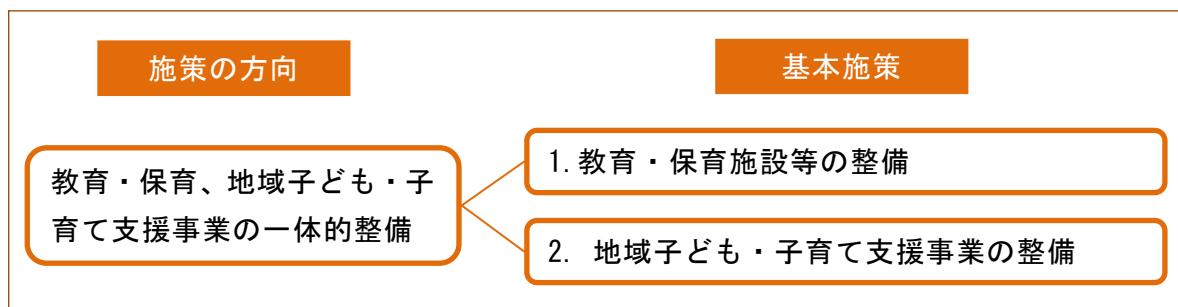 施策の方向
基本施策
教育・保育、地域子ども・子
育て支援事業の一体的整備
1.教育・保育施設等の整備
2. 地域子ども・子育て支援事業の整備